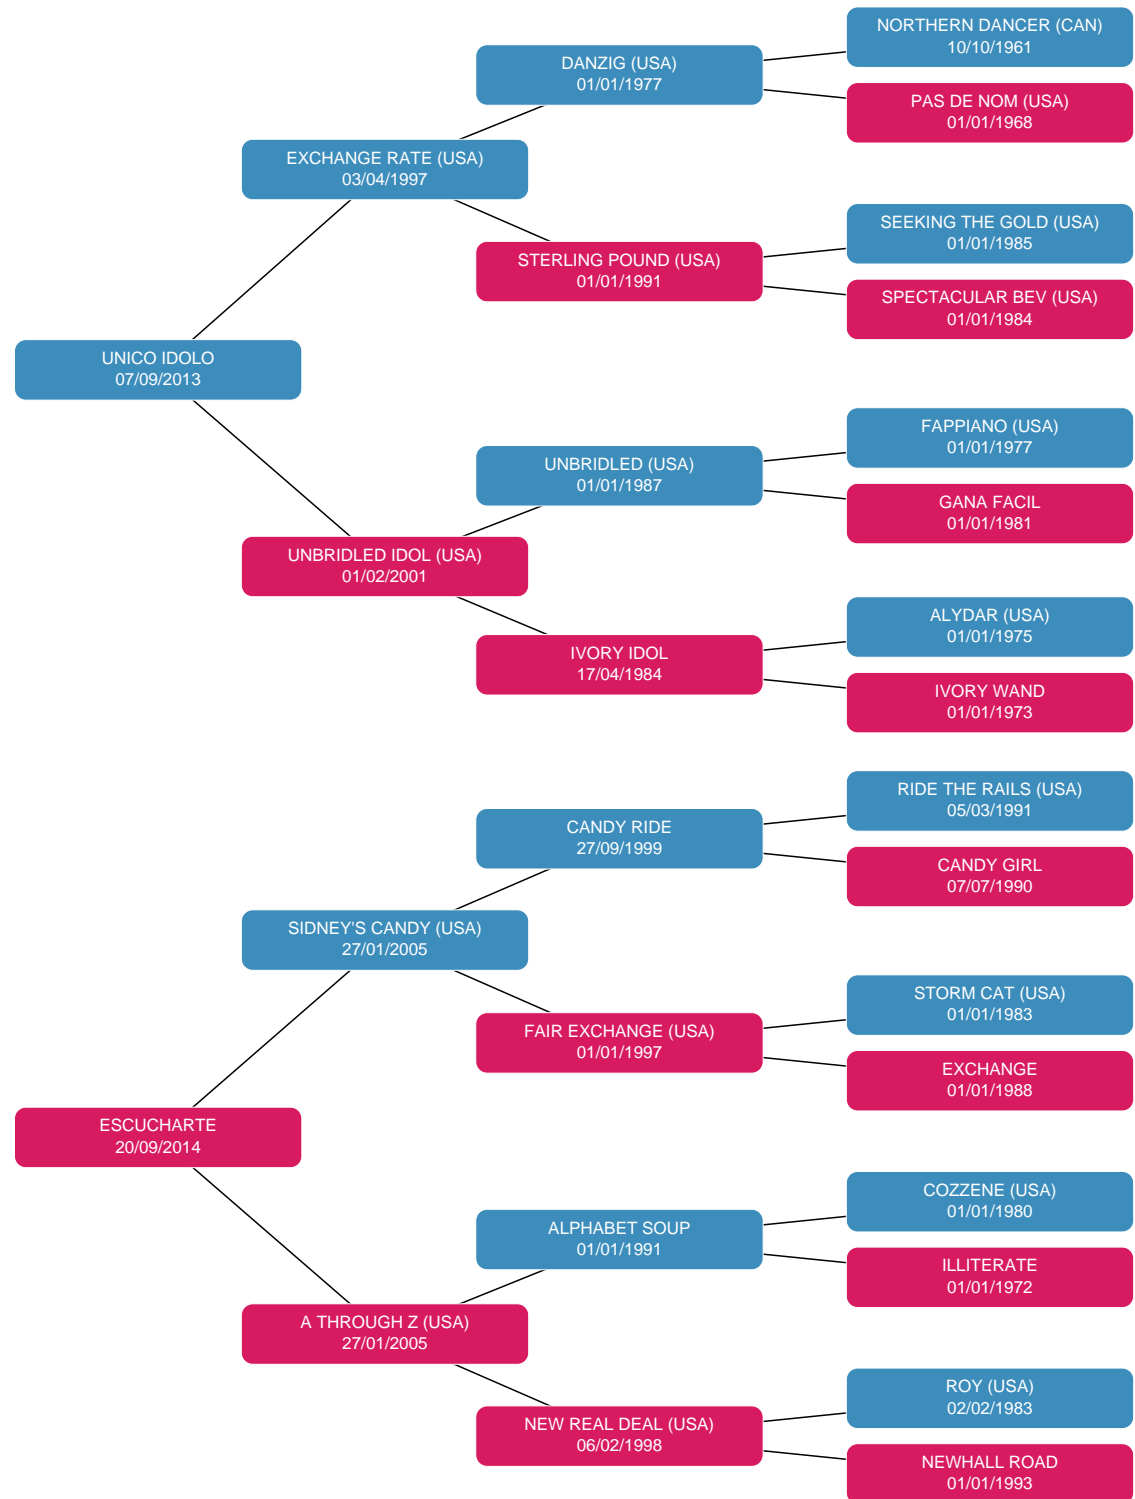 NORTHERN DANCER (CAN)
10/10/1961
DANZIG (USA)
01/01/1977
PAS DE NOM (USA)
01/01/1968
EXCHANGE RATE (USA)
03/04/1997
SEEKING THE GOLD (USA)
01/01/1985
STERLING POUND (USA)
01/01/1991
SPECTACULAR BEV (USA)
01/01/1984
UNICO IDOLO
07/09/2013
FAPPIANO (USA)
01/01/1977
UNBRIDLED (USA)
01/01/1987
GANA FACIL
01/01/1981
UNBRIDLED IDOL (USA)
01/02/2001
ALYDAR (USA)
01/01/1975
IVORY IDOL
17/04/1984
IVORY WAND
01/01/1973
RIDE THE RAILS (USA)
05/03/1991
CANDY RIDE
27/09/1999
CANDY GIRL
07/07/1990
SIDNEY'S CANDY (USA)
27/01/2005
STORM CAT (USA)
01/01/1983
FAIR EXCHANGE (USA)
01/01/1997
EXCHANGE
01/01/1988
ESCUCHARTE
20/09/2014
COZZENE (USA)
01/01/1980
ALPHABET SOUP
01/01/1991
ILLITERATE
01/01/1972
A THROUGH Z (USA)
27/01/2005
ROY (USA)
02/02/1983
NEW REAL DEAL (USA)
06/02/1998
NEWHALL ROAD
01/01/1993